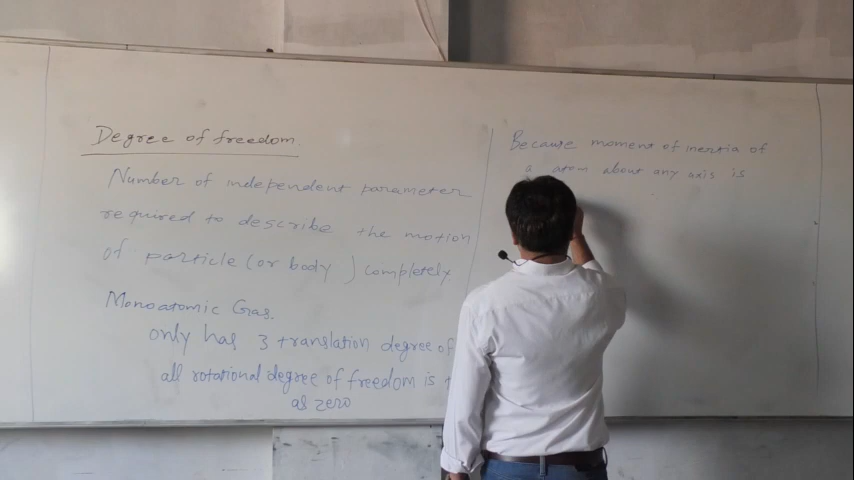 Degree of freedom.
Number of independent parameter
required to describe the motion
of particle (or body ) completely
Monoatomic Gas.
only has 3 translation degree of
all rotational degree of freedom is
as zero
Because moment of inertia of
a atom about any axis is